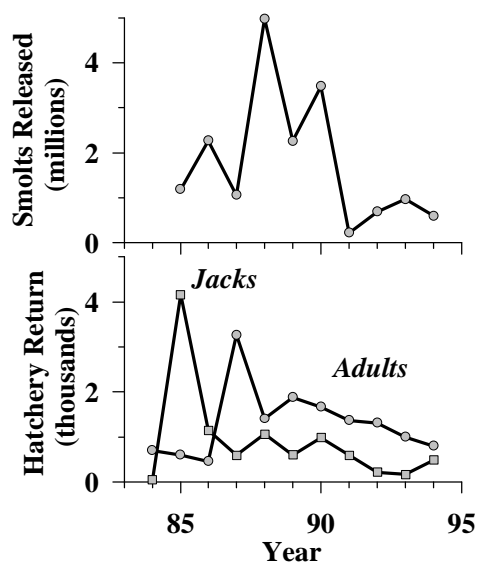 Smolts Released
(millions)
4
2
0
Jacks
Adults
Hatchery Return
(thousands)
4
2
0
85
90
95
Year